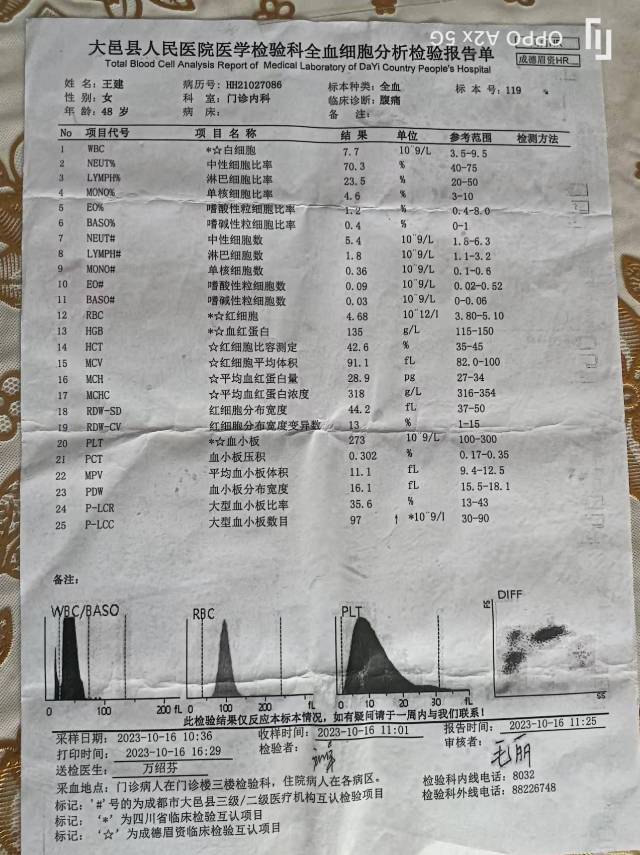 OPPO A2x 5G
大邑县人民医院医学检验科全血细胞分析检验报告单
Total Blood Cell Analysis Report of Medical Laboratory of DaYi Country People's Hospital
成德眉资HR
姓 名: 王建 病历号: HH21027086 标本种类: 全血 标 本 号: 119
性 别: 女 科 室: 门诊内科 临床诊断: 腹痛
年 龄: 48 岁 病 床: 备 注:
No 项目代号 项 目 名 称 结 果 单位 参考范围 检测方法
1 WBC *☆白细胞 7.7 10^9/L 3.5-9.5
2 NEUT% 中性细胞比率 70.3 % 40-75
3 LYMPH% 淋巴细胞比率 23.5 % 20-50
4 MONO% 单核细胞比率 4.6 % 3-10
5 EO% 嗜酸性粒细胞比率 1.2 % 0.4-8.0
6 BASO% 嗜碱性粒细胞比率 0.4 % 0-1
7 NEUT# 中性细胞数 5.4 10^9/L 1.8-6.3
8 LYMPH# 淋巴细胞数 1.8 10^9/L 1.1-3.2
9 MONO# 单核细胞数 0.36 10^9/L 0.1-0.6
10 EO# 嗜酸性粒细胞数 0.09 10^9/L 0.02-0.52
11 BASO# 嗜碱性粒细胞数 0.03 10^9/L 0-0.06
12 RBC *☆红细胞 4.68 10^12/l 3.80-5.10
13 HGB *☆血红蛋白 135 g/L 115-150
14 HCT ☆红细胞比容测定 42.6 % 35-45
15 MCV ☆红细胞平均体积 91.1 fL 82.0-100
16 MCH ☆平均血红蛋白量 28.9 pg 27-34
17 MCHC ☆平均血红蛋白浓度 318 g/L 316-354
18 RDW-SD 红细胞分布宽度 44.2 fL 37-50
19 RDW-CV 红细胞分布宽度变异数 13 % 1-15
20 PLT *☆血小板 273 10^9/L 100-300
21 PCT 血小板压积 0.302 % 0.17-0.35
22 MPV 平均血小板体积 11.1 fL 9.4-12.5
23 PDW 血小板分布宽度 16.1 fL 15.5-18.1
24 P-LCR 大型血小板比率 35.6 % 13-43
25 P-LCC 大型血小板数目 97 ↑ *10^9/l 30-90
备注:
WBC/BASO RBC PLT DIFF
FS
0 100 200 fL 0 100 200 fL 0 10 20 30 fL SS
此检验结果仅反应本标本情况, 如有疑问请于一周内与我们联系!
采样日期: 2023-10-16 10:36 收样时间: 2023-10-16 11:01 报告时间: 2023-10-16 11:25
打印时间: 2023-10-16 16:29 检验者: 审核者:
送检医生: 万绍芬
采血地点: 门诊病人在门诊楼三楼检验科, 住院病人在各病区。 检验科内线电话: 8032
标记: '#'号的为成都市大邑县三级/二级医疗机构互认检验项目 检验科外线电话: 88226748
标记: '*' 为四川省临床检验互认项目
标记: '☆' 为成德眉资临床检验互认项目